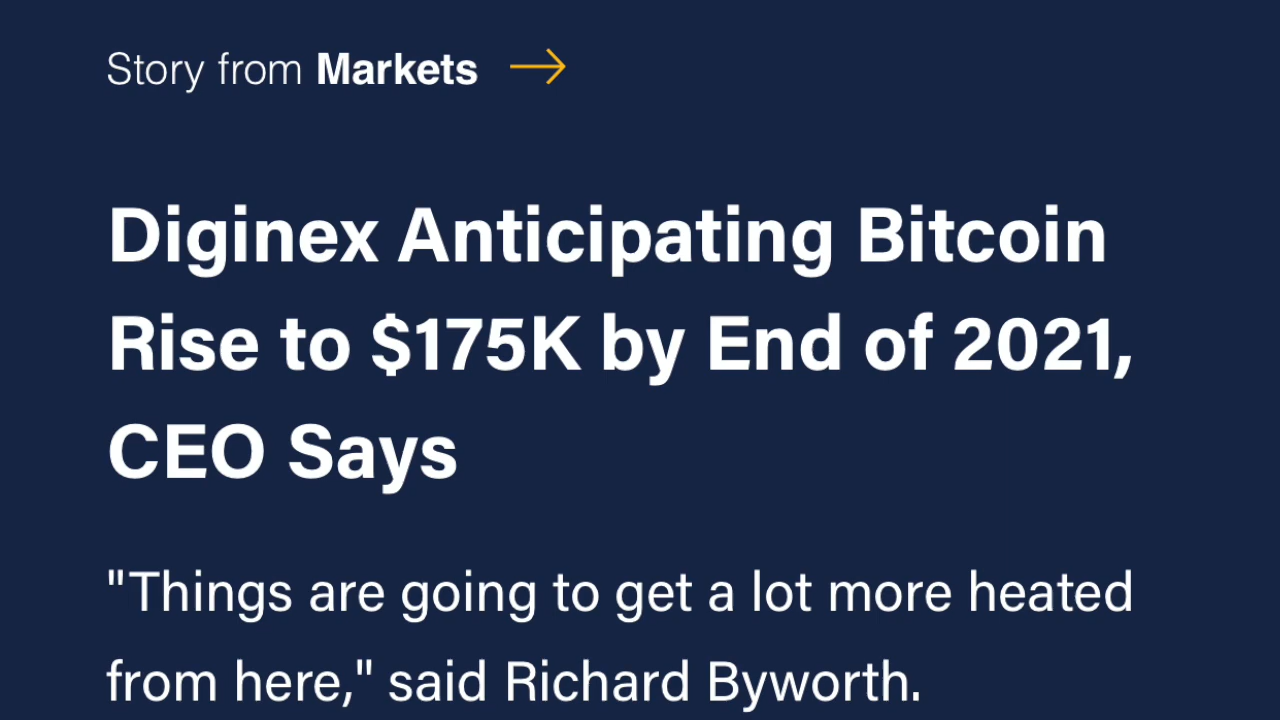 Story from Markets →
Diginex Anticipating Bitcoin
Rise to $175K by End of 2021,
CEO Says
"Things are going to get a lot more heated
from here," said Richard Byworth.